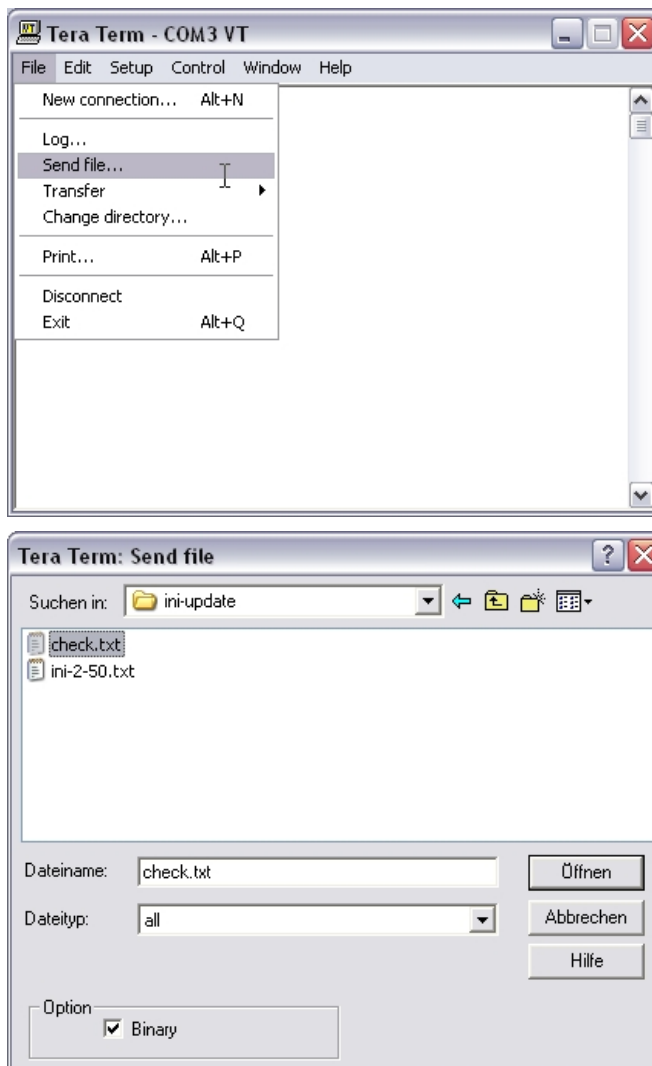 Tera Term - COM3 VT
File Edit Setup Control Window Help
New connection... Alt+N
Log...
Send file...
Transfer
Change directory...
Print... Alt+P
Disconnect
Exit Alt+Q
Tera Term: Send file
Suchen in: ini-update
check.txt
ini-2-50.txt
Dateiname: check.txt Öffnen
Dateityp: all Abbrechen
Hilfe
Option
Binary